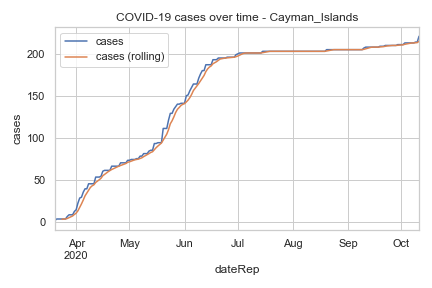 COVID-19 cases over time - Cayman_Islands
cases
cases (rolling)
200
150
100
50
0
cases
Apr May Jun Jul Aug Sep Oct
2020
dateRep